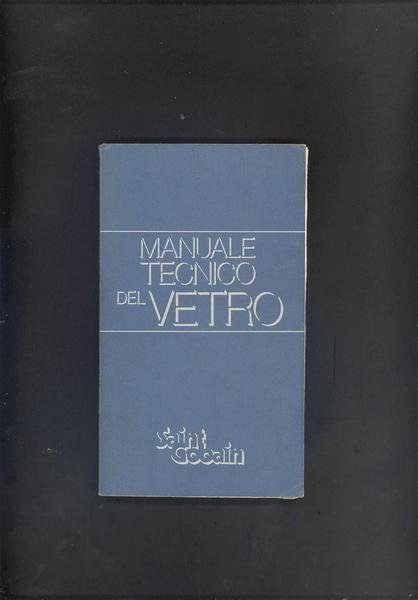 MANUALE
TECNICO
DEL VETRO
Saint
Gobain